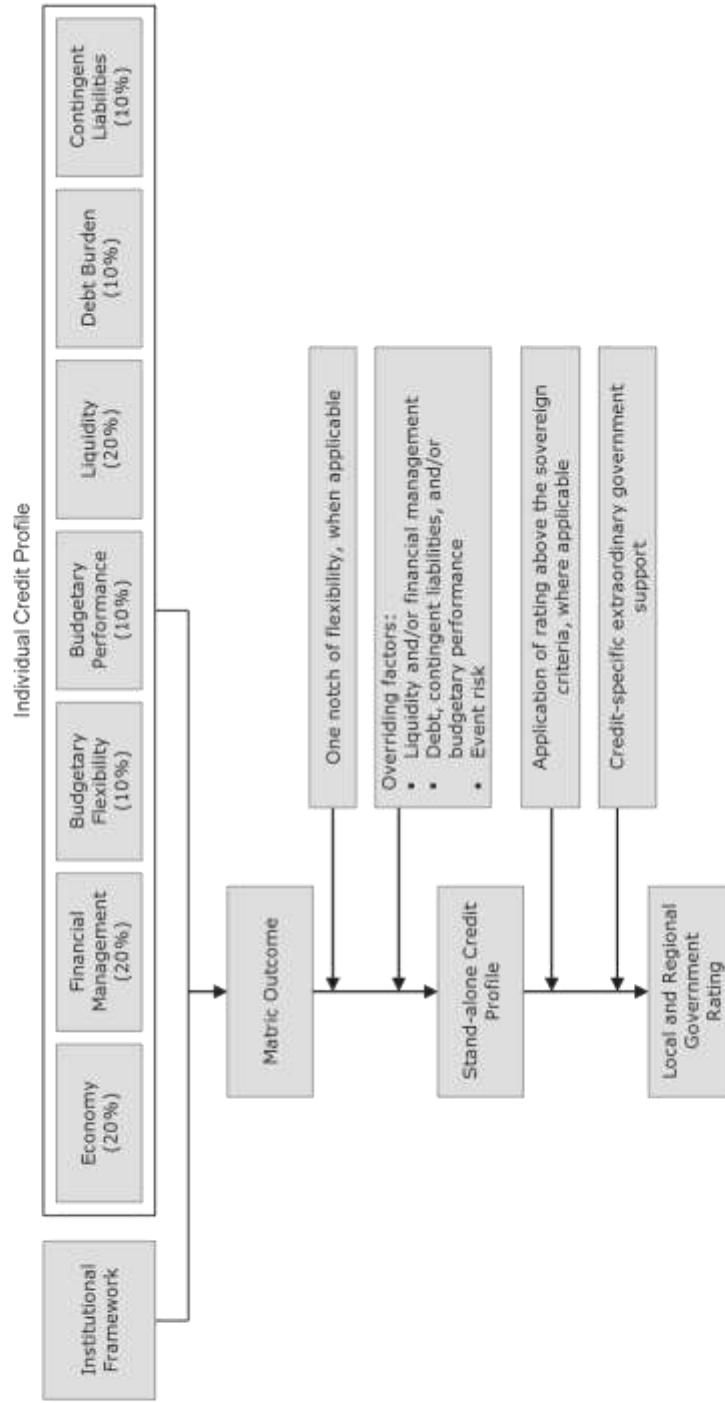 Individual Credit Profile
Institutional
Framework
Economy
(20%)
Financial
Management
(20%)
Budgetary
Flexibility
(10%)
Budgetary
Performance
(10%)
Liquidity
(20%)
Debt Burden
(10%)
Contingent
Liabilities
(10%)
Matric Outcome
One notch of flexibility, when applicable
Overriding factors:
• Liquidity and/or financial management
• Debt, contingent liabilities, and/or
budgetary performance
• Event risk
Stand-alone Credit
Profile
Application of rating above the sovereign
criteria, where applicable
Credit-specific extraordinary government
support
Local and Regional
Government
Rating